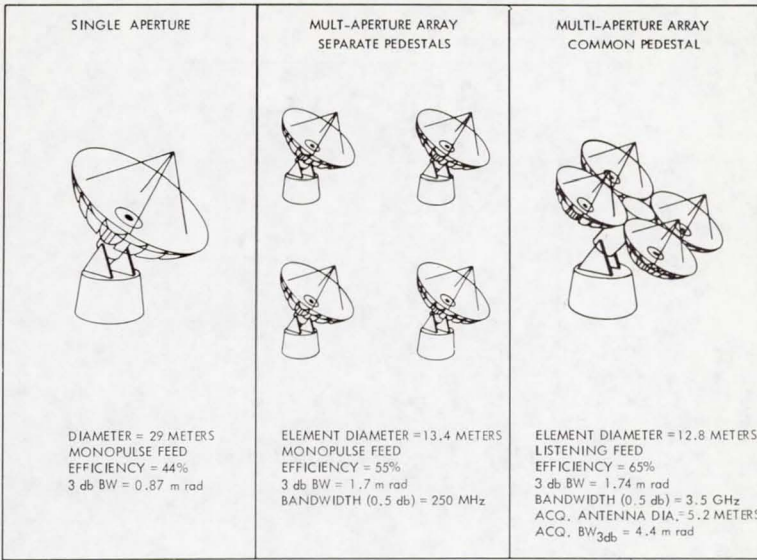 SINGLE APERTURE
MULT-APERTURE ARRAY
SEPARATE PEDESTALS
MULTI-APERTURE ARRAY
COMMON PEDESTAL
DIAMETER = 29 METERS
MONOPULSE FEED
EFFICIENCY = 44%
3 db BW = 0.87 m rad
ELEMENT DIAMETER =13.4 METERS
MONOPULSE FEED
EFFICIENCY = 55%
3 db BW = 1.7 m rad
BANDWIDTH (0.5 db) = 250 MHz
ELEMENT DIAMETER =12.8 METERS
LISTENING FEED
EFFICIENCY = 65%
3 db BW = 1.74 m rad
BANDWIDTH (0.5 db) = 3.5 GHz
ACQ. ANTENNA DIA.=5.2 METERS
ACQ. BW3db = 4.4 m rad